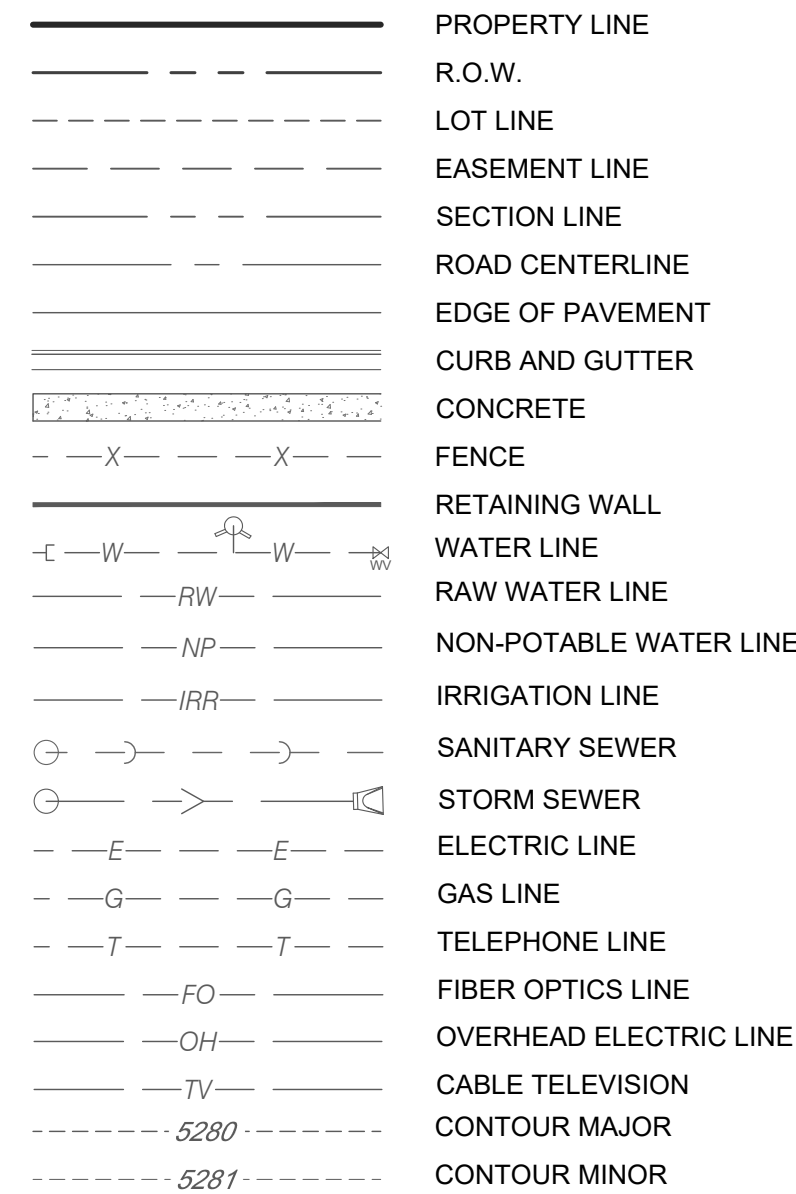 PROPERTY LINE
R.O.W.
LOT LINE
EASEMENT LINE
SECTION LINE
ROAD CENTERLINE
EDGE OF PAVEMENT
CURB AND GUTTER
CONCRETE
X X FENCE
RETAINING WALL
W W WV WATER LINE
RW RAW WATER LINE
NP NON-POTABLE WATER LINE
IRR IRRIGATION LINE
SANITARY SEWER
STORM SEWER
E E ELECTRIC LINE
G G GAS LINE
T T TELEPHONE LINE
FO FIBER OPTICS LINE
OH OVERHEAD ELECTRIC LINE
TV CABLE TELEVISION
5280 CONTOUR MAJOR
5281 CONTOUR MINOR